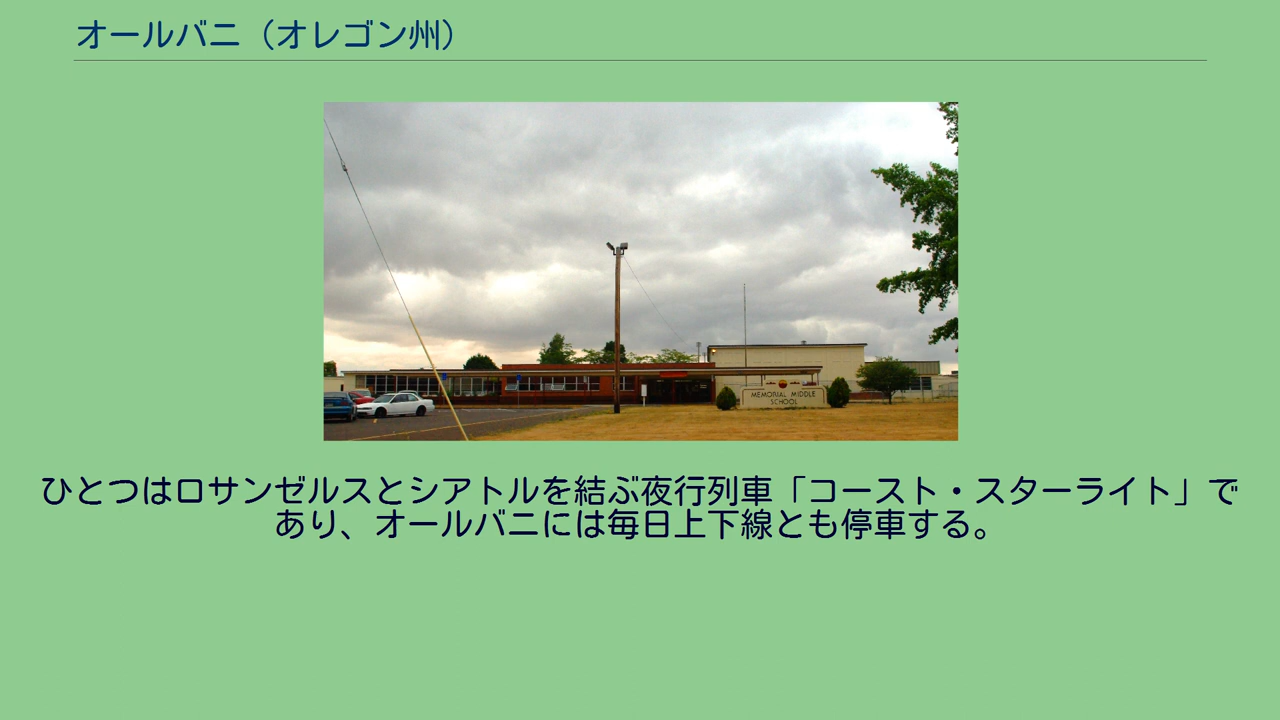 オールバニ（オレゴン州）
MEMORIAL MIDDLE
SCHOOL
ひとつはロサンゼルスとシアトルを結ぶ夜行列車「コースト・スターライト」で
あり、オールバニには毎日上下線とも停車する。